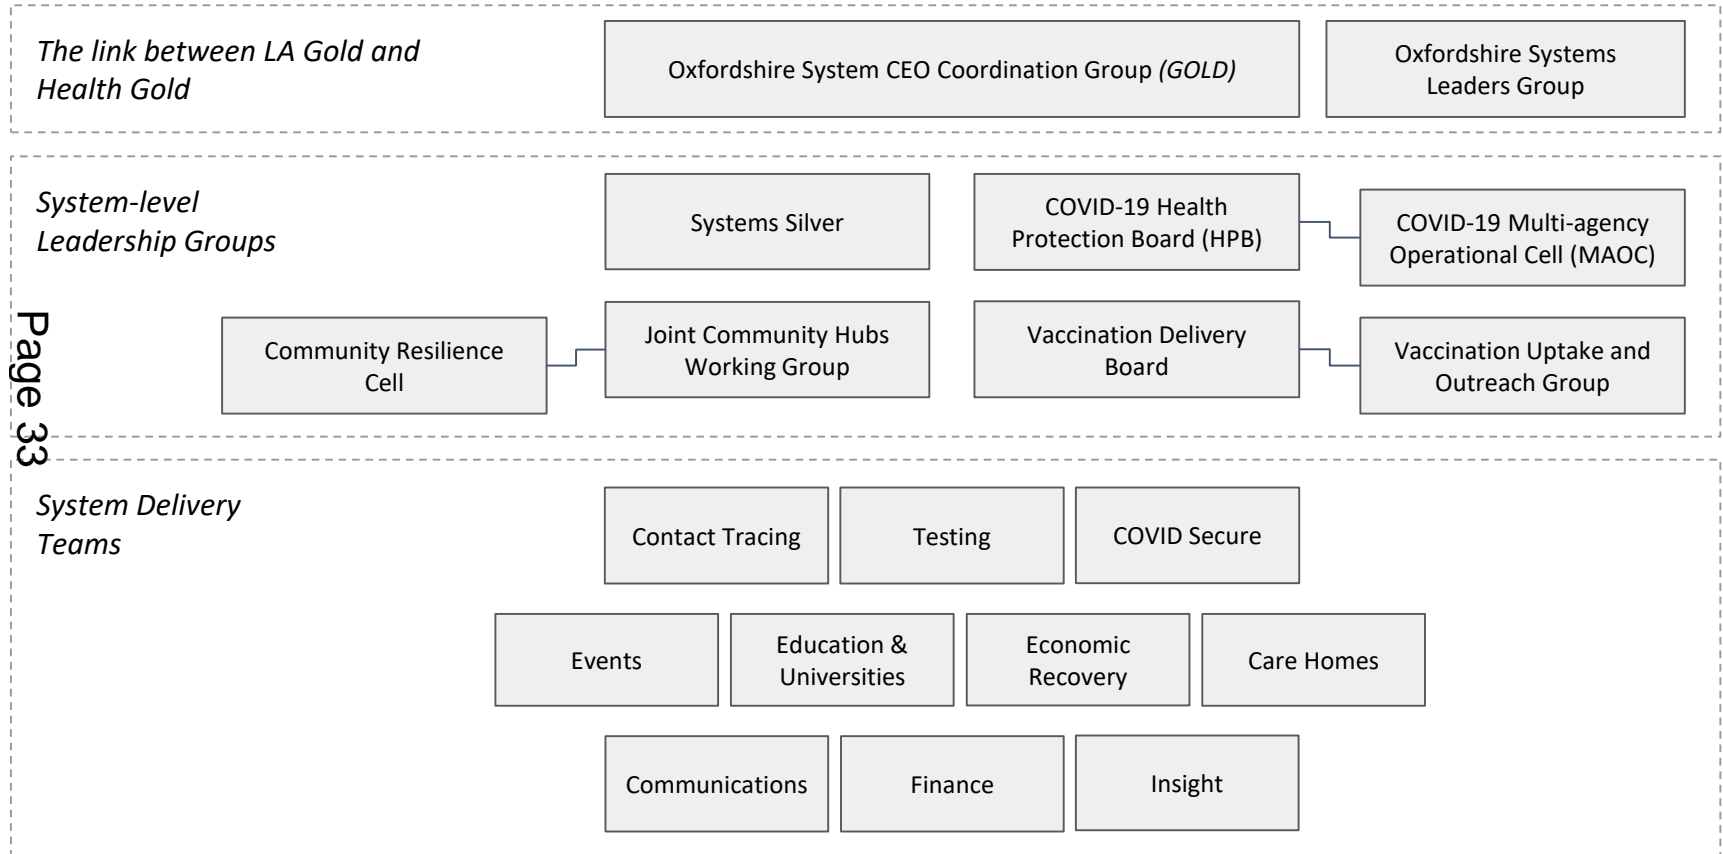 The link between LA Gold and
Health Gold
Oxfordshire System CEO Coordination Group (GOLD)
Oxfordshire Systems
Leaders Group
System-level
Leadership Groups
Systems Silver
COVID-19 Health
Protection Board (HPB)
COVID-19 Multi-agency
Operational Cell (MAOC)
Community Resilience
Cell
Joint Community Hubs
Working Group
Vaccination Delivery
Board
Vaccination Uptake and
Outreach Group
Page 33
System Delivery
Teams
Contact Tracing
Testing
COVID Secure
Events
Education &
Universities
Economic
Recovery
Care Homes
Communications
Finance
Insight